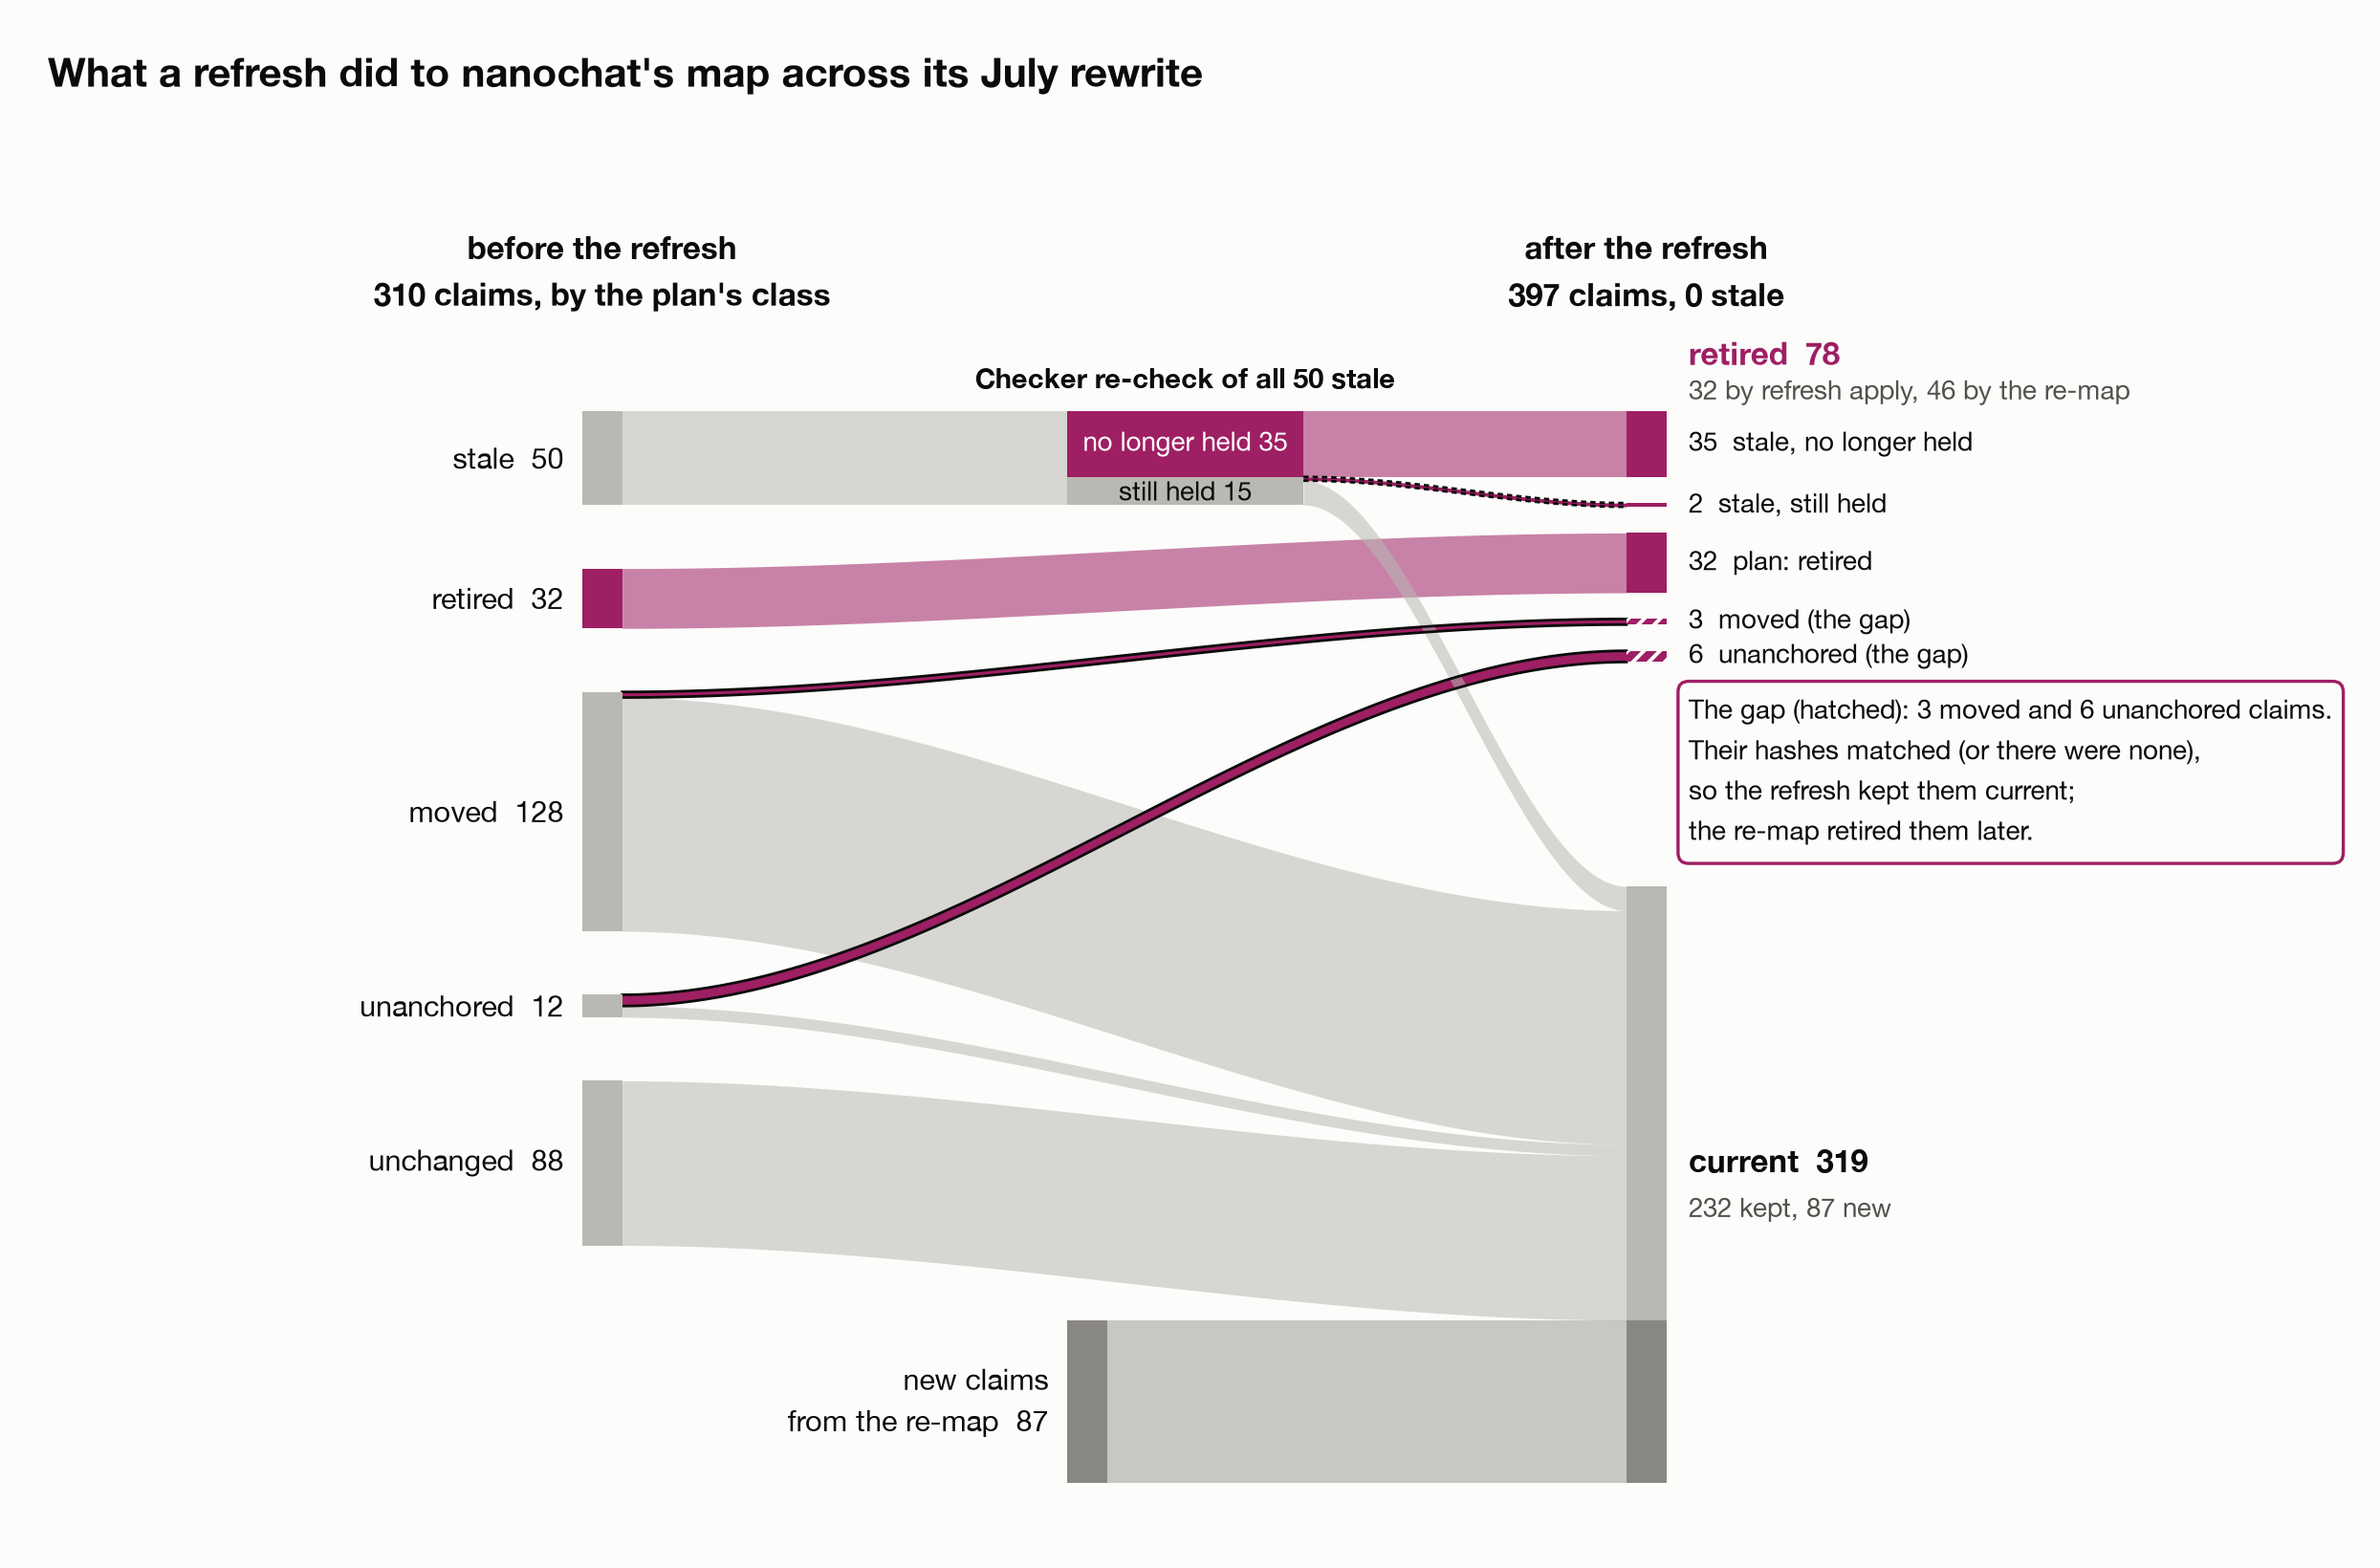 What a refresh did to nanochat's map across its July rewrite
before the refresh
310 claims, by the plan's class
after the refresh
397 claims, 0 stale
retired 78
32 by refresh apply, 46 by the re-map
Checker re-check of all 50 stale
stale 50
no longer held 35
still held 15
35 stale, no longer held
2 stale, still held
retired 32
32 plan: retired
3 moved (the gap)
6 unanchored (the gap)
The gap (hatched): 3 moved and 6 unanchored claims.
Their hashes matched (or there were none),
so the refresh kept them current;
the re-map retired them later.
moved 128
unanchored 12
unchanged 88
current 319
232 kept, 87 new
new claims
from the re-map 87